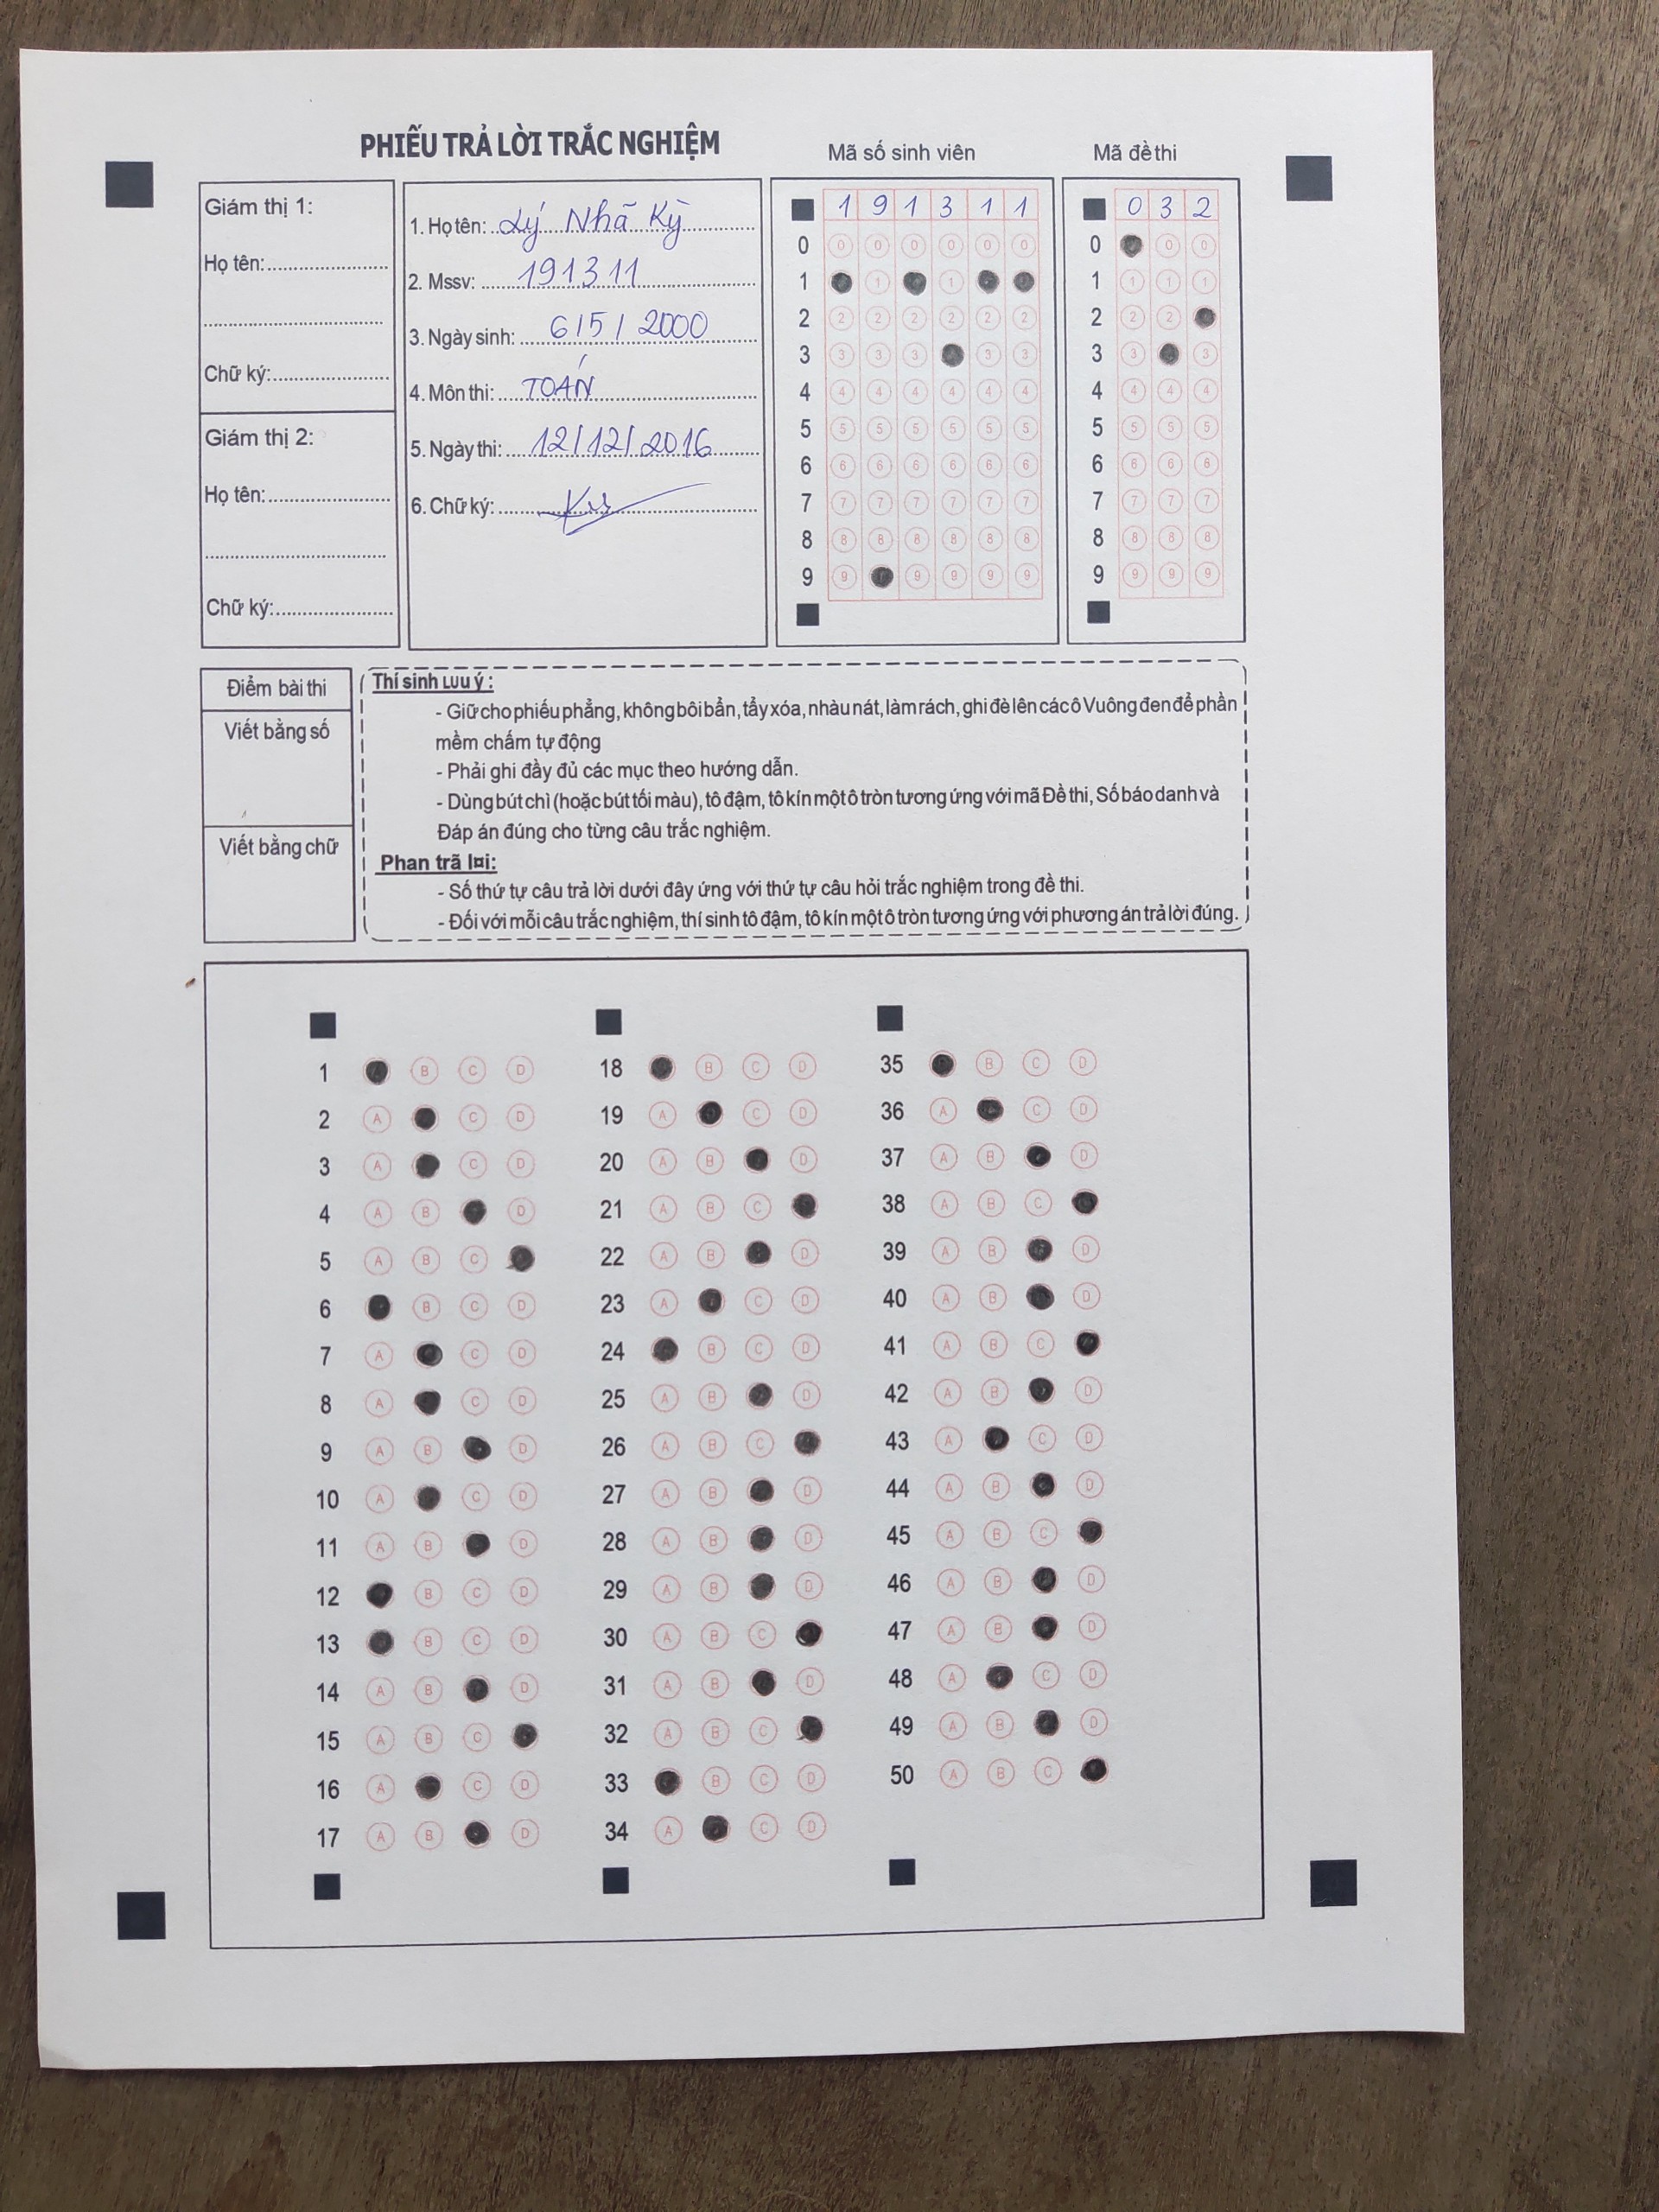 PHIẾU TRẢ LỜI TRẮC NGHIỆM
Giám thị 1:
Họ tên:
Chữ ký:
Giám thị 2:
Họ tên:
Chữ ký:
1. Họ tên: Lý Nhã Kỳ
2. Mssv: 191311
3. Ngày sinh: 6/5/2000
4. Môn thi: TOÁN
5. Ngày thi: 12/12/2016
6. Chữ ký:
Mã số sinh viên
1 9 1 3 1 1
0 0 0 0 0 0 0
1 1 1
2 2 2 2 2 2 2
3 3 3 3 3 3
4 4 4 4 4 4 4
5 5 5 5 5 5 5
6 6 6 6 6 6 6
7 7 7 7 7 7 7
8 8 8 8 8 8 8
9 9 9 9 9 9
Mã đề thi
0 3 2
0 0 0
1 1 1 1
2 2 2
3 3 3
4 4 4 4
5 5 5 5
6 6 6 6
7 7 7 7
8 8 8 8
9 9 9 9
Điểm bài thi
Viết bằng số
Viết bằng chữ
Thí sinh LƯU ý :
- Giữ cho phiếu phẳng, không bôi bẩn, tẩy xóa, nhàu nát, làm rách, ghi đè lên các ô Vuông đen để phần
mềm chấm tự động
- Phải ghi đầy đủ các mục theo hướng dẫn.
- Dùng bút chì (hoặc bút tối màu), tô đậm, tô kín một ô tròn tương ứng với mã Đề thi, Số báo danh và
Đáp án đúng cho từng câu trắc nghiệm.
Phan trã l¤i:
- Số thứ tự câu trả lời dưới đây ứng với thứ tự câu hỏi trắc nghiệm trong đề thi.
- Đối với mỗi câu trắc nghiệm, thí sinh tô đậm, tô kín một ô tròn tương ứng với phương án trả lời đúng.
1 B C D
2 A C D
3 A C D
4 A B D
5 A B C
6 B C D
7 A C D
8 A C D
9 A B D
10 A C D
11 A B D
12 B C D
13 B C D
14 A B D
15 A B C
16 A C D
17 A B D
18 B C D
19 A C D
20 A B D
21 A B C
22 A B D
23 A C D
24 B C D
25 A B D
26 A B C
27 A B D
28 A B D
29 A B D
30 A B C
31 A B D
32 A B C
33 B C D
34 A C D
35 B C D
36 A C D
37 A B D
38 A B C
39 A B D
40 A B D
41 A B C
42 A B D
43 A C D
44 A B D
45 A B C
46 A B D
47 A B D
48 A C D
49 A B D
50 A B C